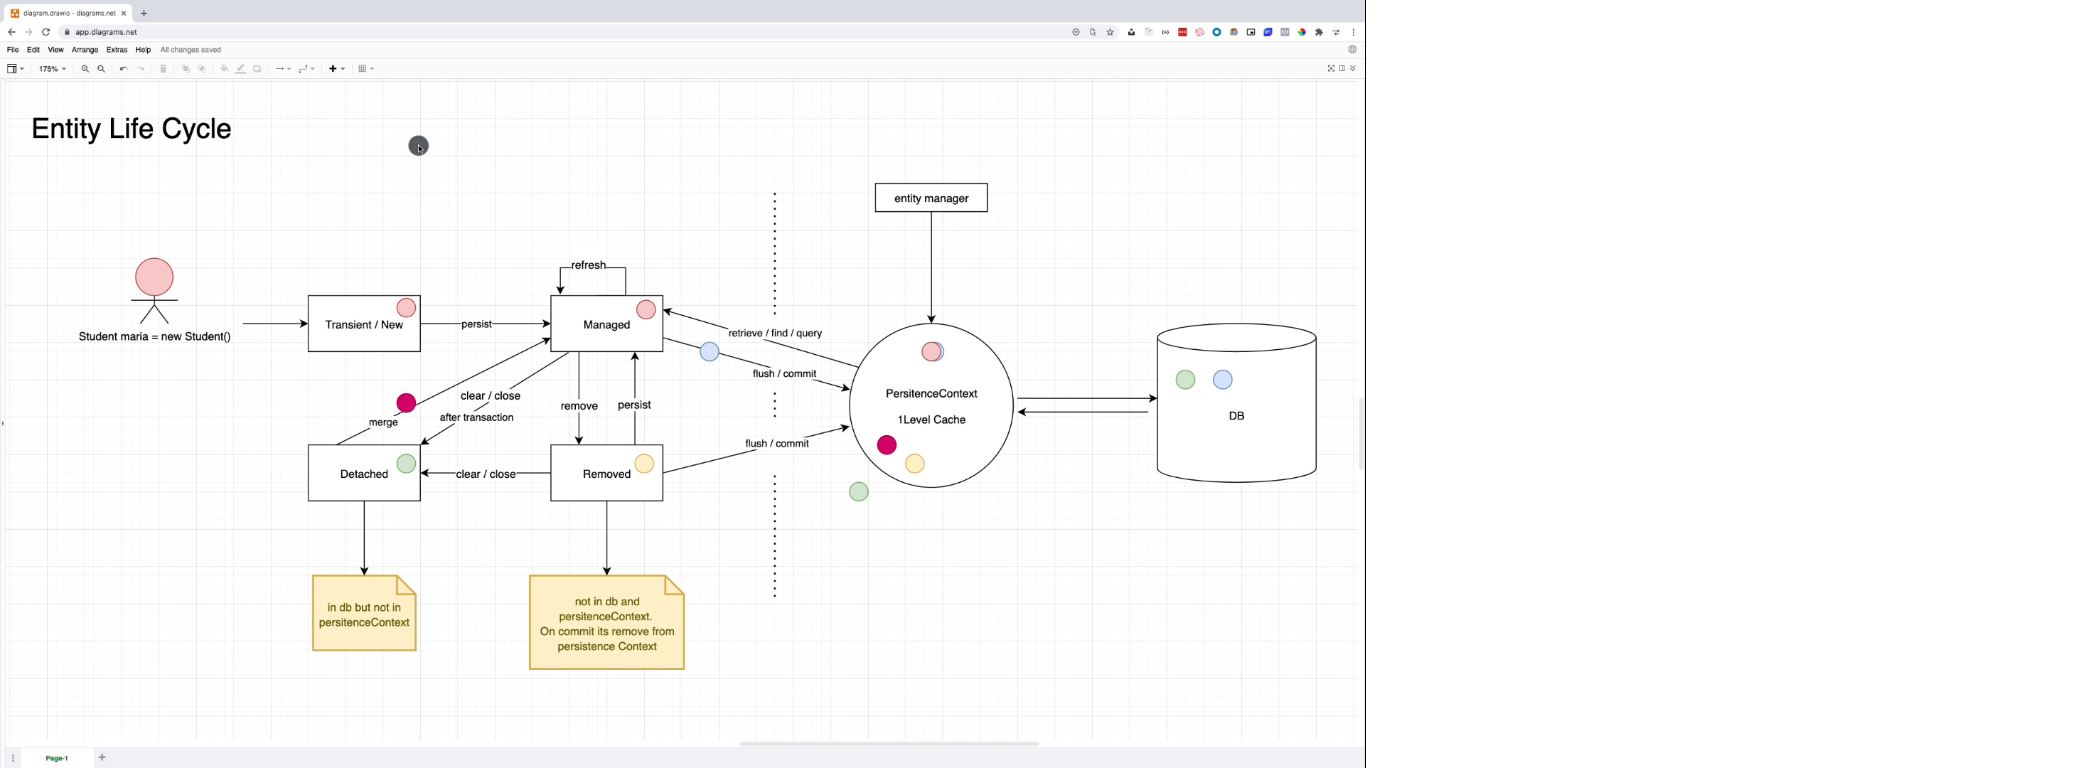 diagram.drawio - diagrams.net
app.diagrams.net
File Edit View Arrange Extras Help All changes saved
175%
Entity Life Cycle
entity manager
refresh
Student maria = new Student()
Transient / New
persist
Managed
retrieve / find / query
flush / commit
PersitenceContext
1Level Cache
DB
clear / close
after transaction
merge
remove
persist
flush / commit
Detached
clear / close
Removed
in db but not in
persitenceContext
not in db and
persitenceContext.
On commit its remove from
persistence Context
Page-1